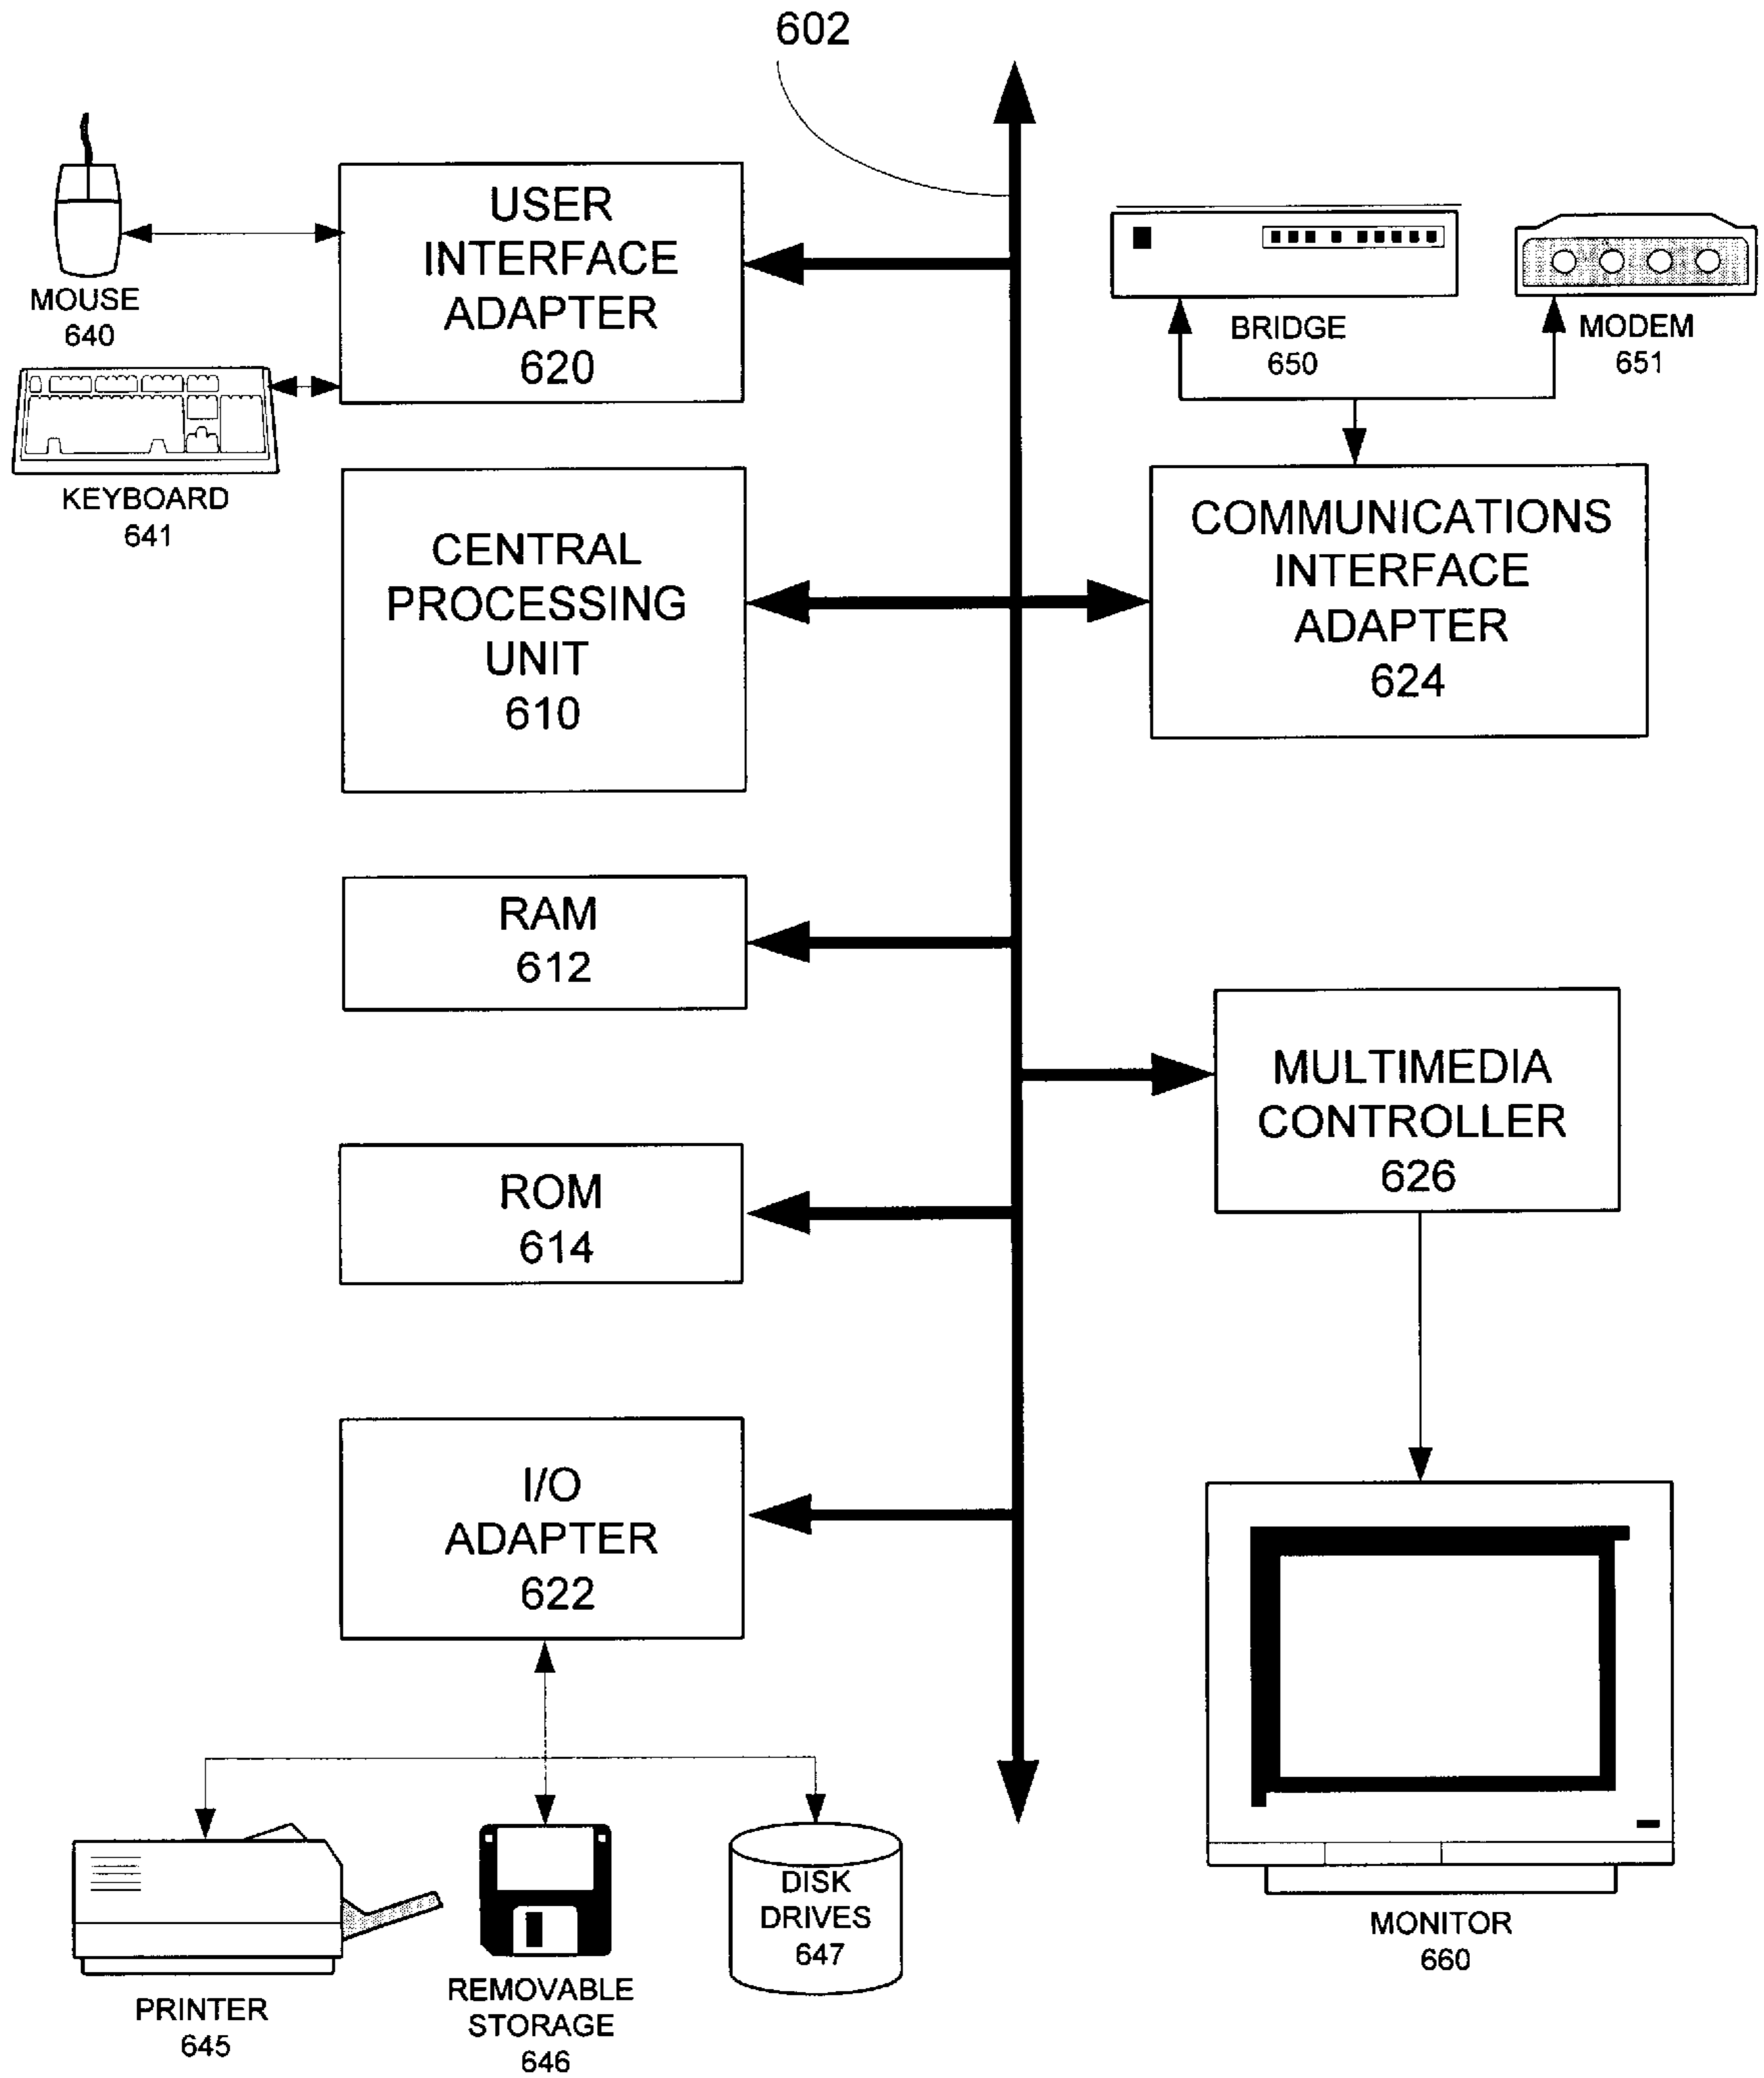 602
USER
INTERFACE
ADAPTER
620
MOUSE
640
KEYBOARD
641
BRIDGE
650
MODEM
651
CENTRAL
PROCESSING
UNIT
610
COMMUNICATIONS
INTERFACE
ADAPTER
624
RAM
612
MULTIMEDIA
CONTROLLER
626
ROM
614
I/O
ADAPTER
622
PRINTER
645
REMOVABLE
STORAGE
646
DISK
DRIVES
647
MONITOR
660